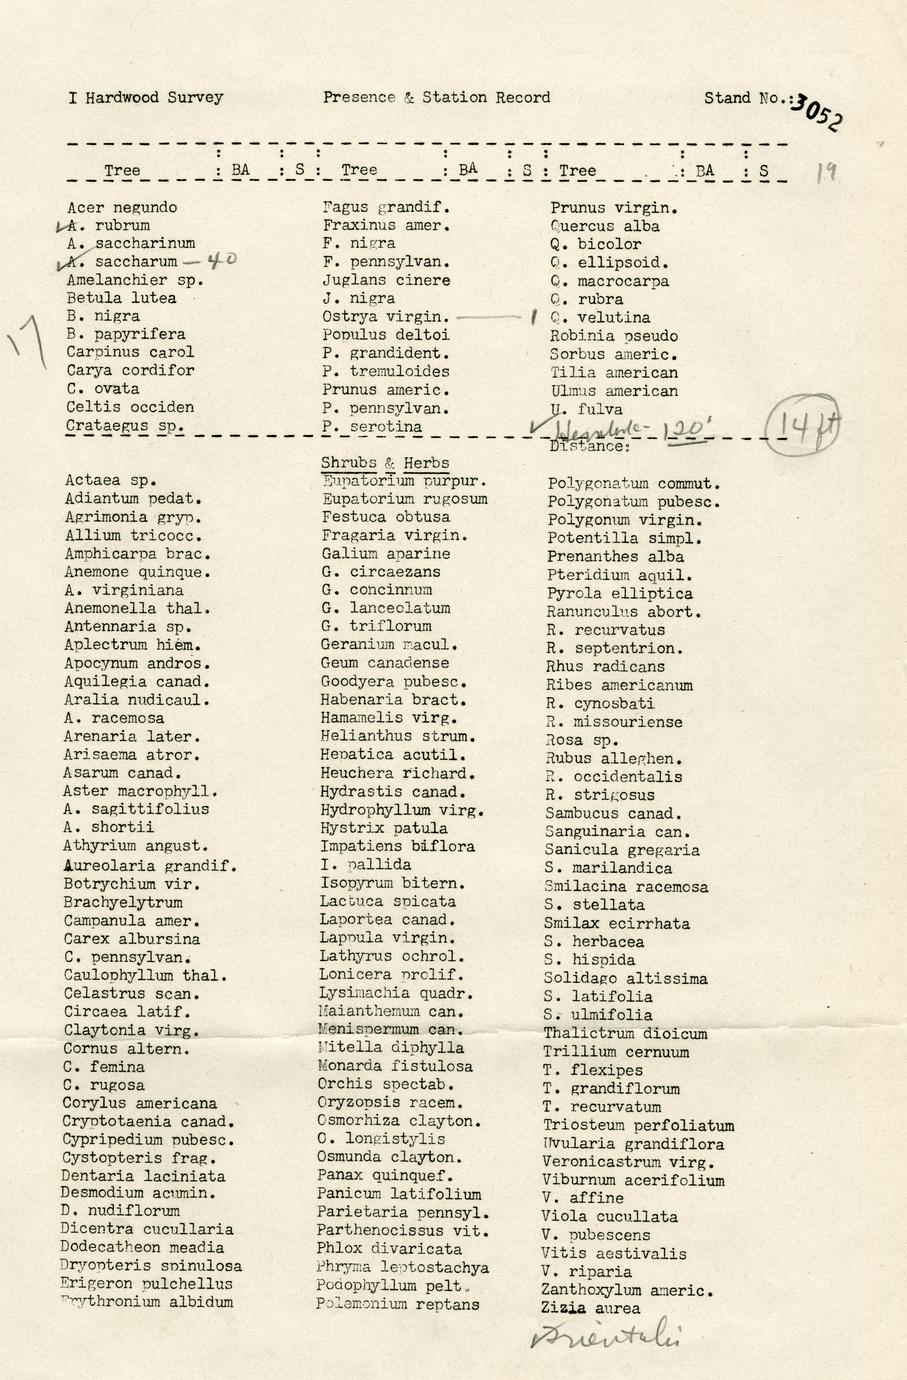 I Hardwood Survey Presence & Station Record Stand No.:3052
Tree : BA : S : Tree : BA : S : Tree : BA : S 19
Acer negundo
✓A. rubrum
A. saccharinum
✓A. saccharum — 40
Amelanchier sp.
Betula lutea
B. nigra
B. papyrifera
17
Carpinus carol
Carya cordifor
C. ovata
Celtis occiden
Crataegus sp.
Fagus grandif.
Fraxinus amer.
F. nigra
F. pennsylvan.
Juglans cinere
J. nigra
Ostrya virgin. — 1
Populus deltoi
P. grandident.
P. tremuloides
Prunus americ.
P. pennsylvan.
P. serotina
Prunus virgin.
Quercus alba
Q. bicolor
Q. ellipsoid.
Q. macrocarpa
Q. rubra
Q. velutina
Robinia pseudo
Sorbus americ.
Tilia american
Ulmus american
U. fulva
✓Hemlock - 120' 14 ft
Distance:
Shrubs & Herbs
Actaea sp.
Adiantum pedat.
Agrimonia gryp.
Allium tricocc.
Amphicarpa brac.
Anemone quinque.
A. virginiana
Anemonella thal.
Antennaria sp.
Aplectrum hiem.
Apocynum andros.
Aquilegia canad.
Aralia nudicaul.
A. racemosa
Arenaria later.
Arisaema atror.
Asarum canad.
Aster macrophyll.
A. sagittifolius
A. shortii
Athyrium angust.
Aureolaria grandif.
Botrychium vir.
Brachyelytrum
Campanula amer.
Carex albursina
C. pennsylvan.
Caulophyllum thal.
Celastrus scan.
Circaea latif.
Claytonia virg.
Cornus altern.
C. femina
C. rugosa
Corylus americana
Cryptotaenia canad.
Cypripedium pubesc.
Cystopteris frag.
Dentaria laciniata
Desmodium acumin.
D. nudiflorum
Dicentra cucullaria
Dodecatheon meadia
Dryopteris spinulosa
Erigeron pulchellus
Erythronium albidum
Eupatorium purpur.
Eupatorium rugosum
Festuca obtusa
Fragaria virgin.
Galium aparine
G. circaezans
G. concinnum
G. lanceolatum
G. triflorum
Geranium macul.
Geum canadense
Goodyera pubesc.
Habenaria bract.
Hamamelis virg.
Helianthus strum.
Hepatica acutil.
Heuchera richard.
Hydrastis canad.
Hydrophyllum virg.
Hystrix patula
Impatiens biflora
I. pallida
Isopyrum bitern.
Lactuca spicata
Laportea canad.
Lappula virgin.
Lathyrus ochrol.
Lonicera prolif.
Lysimachia quadr.
Maianthemum can.
Menispermum can.
Mitella diphylla
Monarda fistulosa
Orchis spectab.
Oryzopsis racem.
Osmorhiza clayton.
O. longistylis
Osmunda clayton.
Panax quinquef.
Panicum latifolium
Parietaria pennsyl.
Parthenocissus vit.
Phlox divaricata
Phryma leptostachya
Podophyllum pelt.
Polemonium reptans
Polygonatum commut.
Polygonatum pubesc.
Polygonum virgin.
Potentilla simpl.
Prenanthes alba
Pteridium aquil.
Pyrola elliptica
Ranunculus abort.
R. recurvatus
R. septentrion.
Rhus radicans
Ribes americanum
R. cynosbati
R. missouriense
Rosa sp.
Rubus alleghen.
R. occidentalis
R. strigosus
Sambucus canad.
Sanguinaria can.
Sanicula gregaria
S. marilandica
Smilacina racemosa
S. stellata
Smilax ecirrhata
S. herbacea
S. hispida
Solidago altissima
S. latifolia
S. ulmifolia
Thalictrum dioicum
Trillium cernuum
T. flexipes
T. grandiflorum
T. recurvatum
Triosteum perfoliatum
Uvularia grandiflora
Veronicastrum virg.
Viburnum acerifolium
V. affine
Viola cucullata
V. pubescens
Vitis aestivalis
V. riparia
Zanthoxylum americ.
Zizia aurea
orientalis